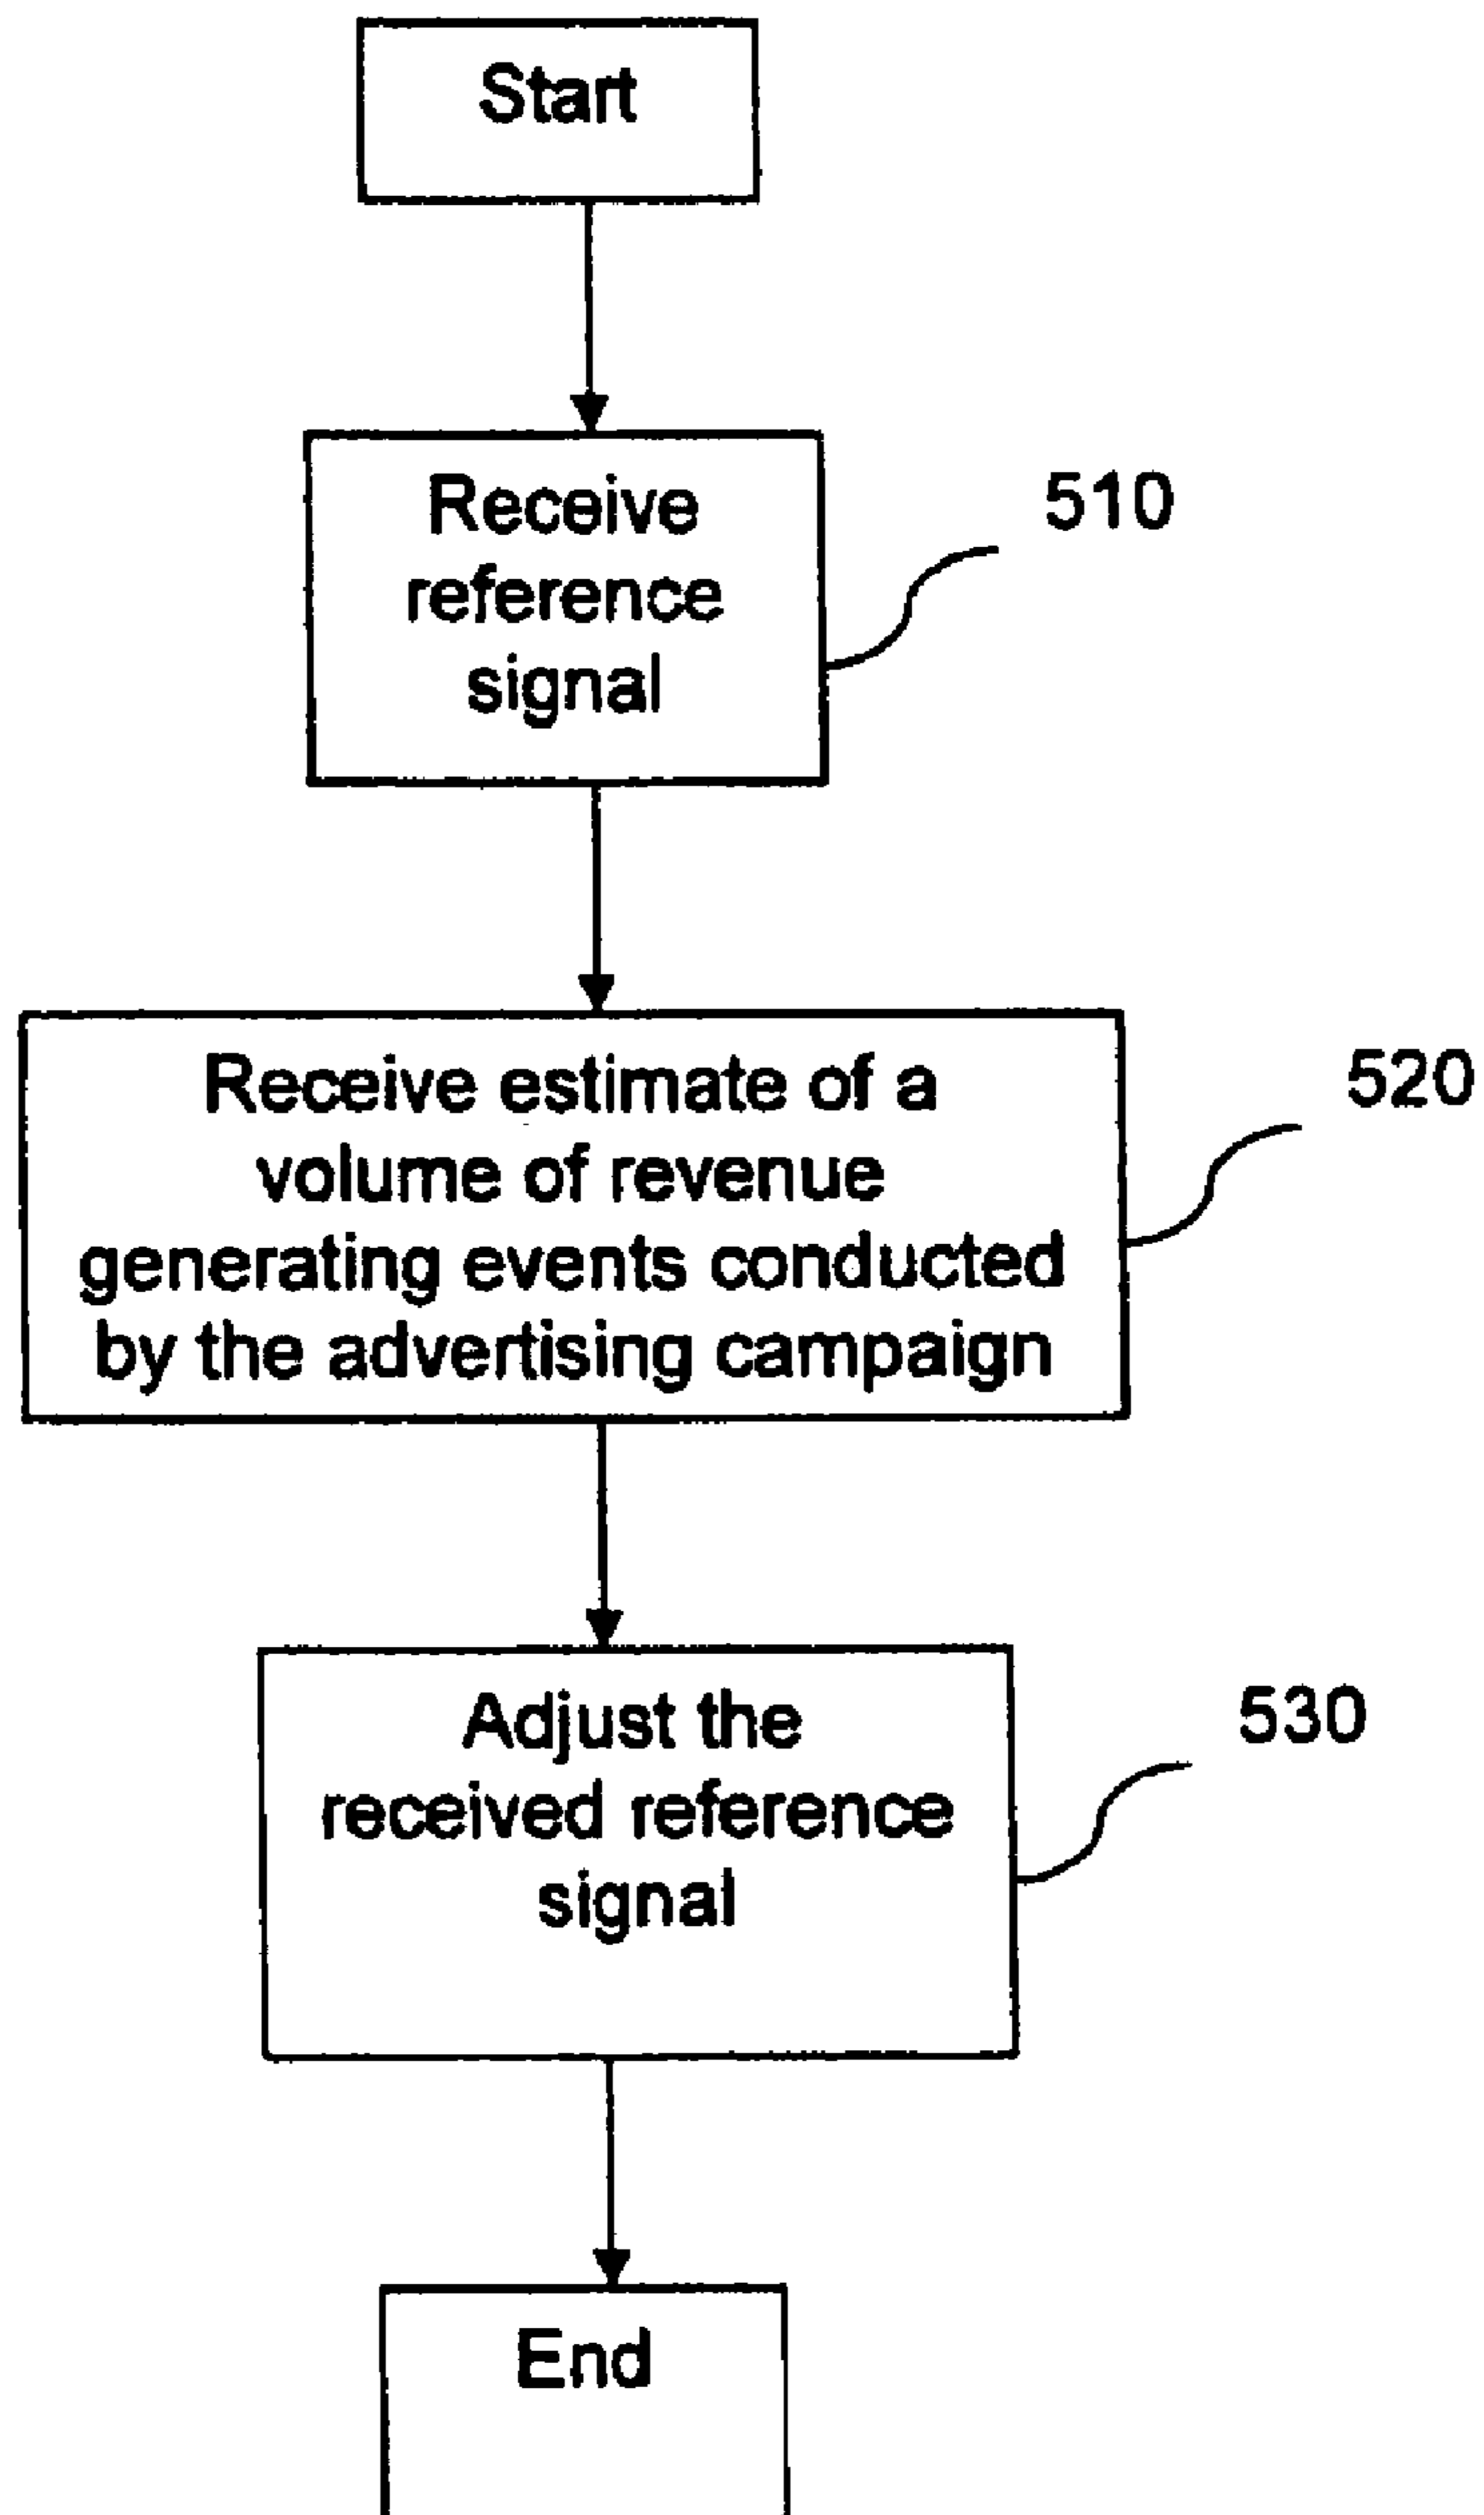 Start
Receive
reference
signal
510
Receive estimate of a
volume of revenue
generating events conducted
by the advertising campaign
520
Adjust the
received reference
signal
530
End